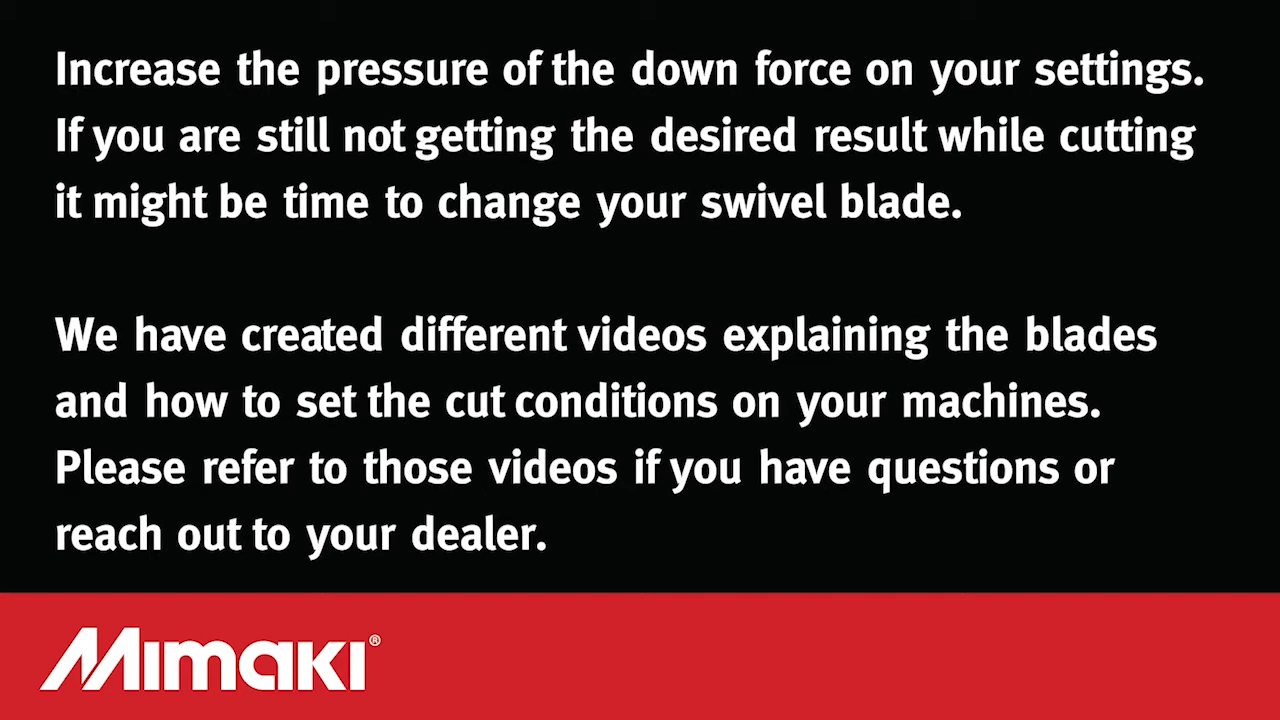 Increase the pressure of the down force on your settings.
If you are still not getting the desired result while cutting
it might be time to change your swivel blade.
We have created different videos explaining the blades
and how to set the cut conditions on your machines.
Please refer to those videos if you have questions or
reach out to your dealer.
Mimaki®